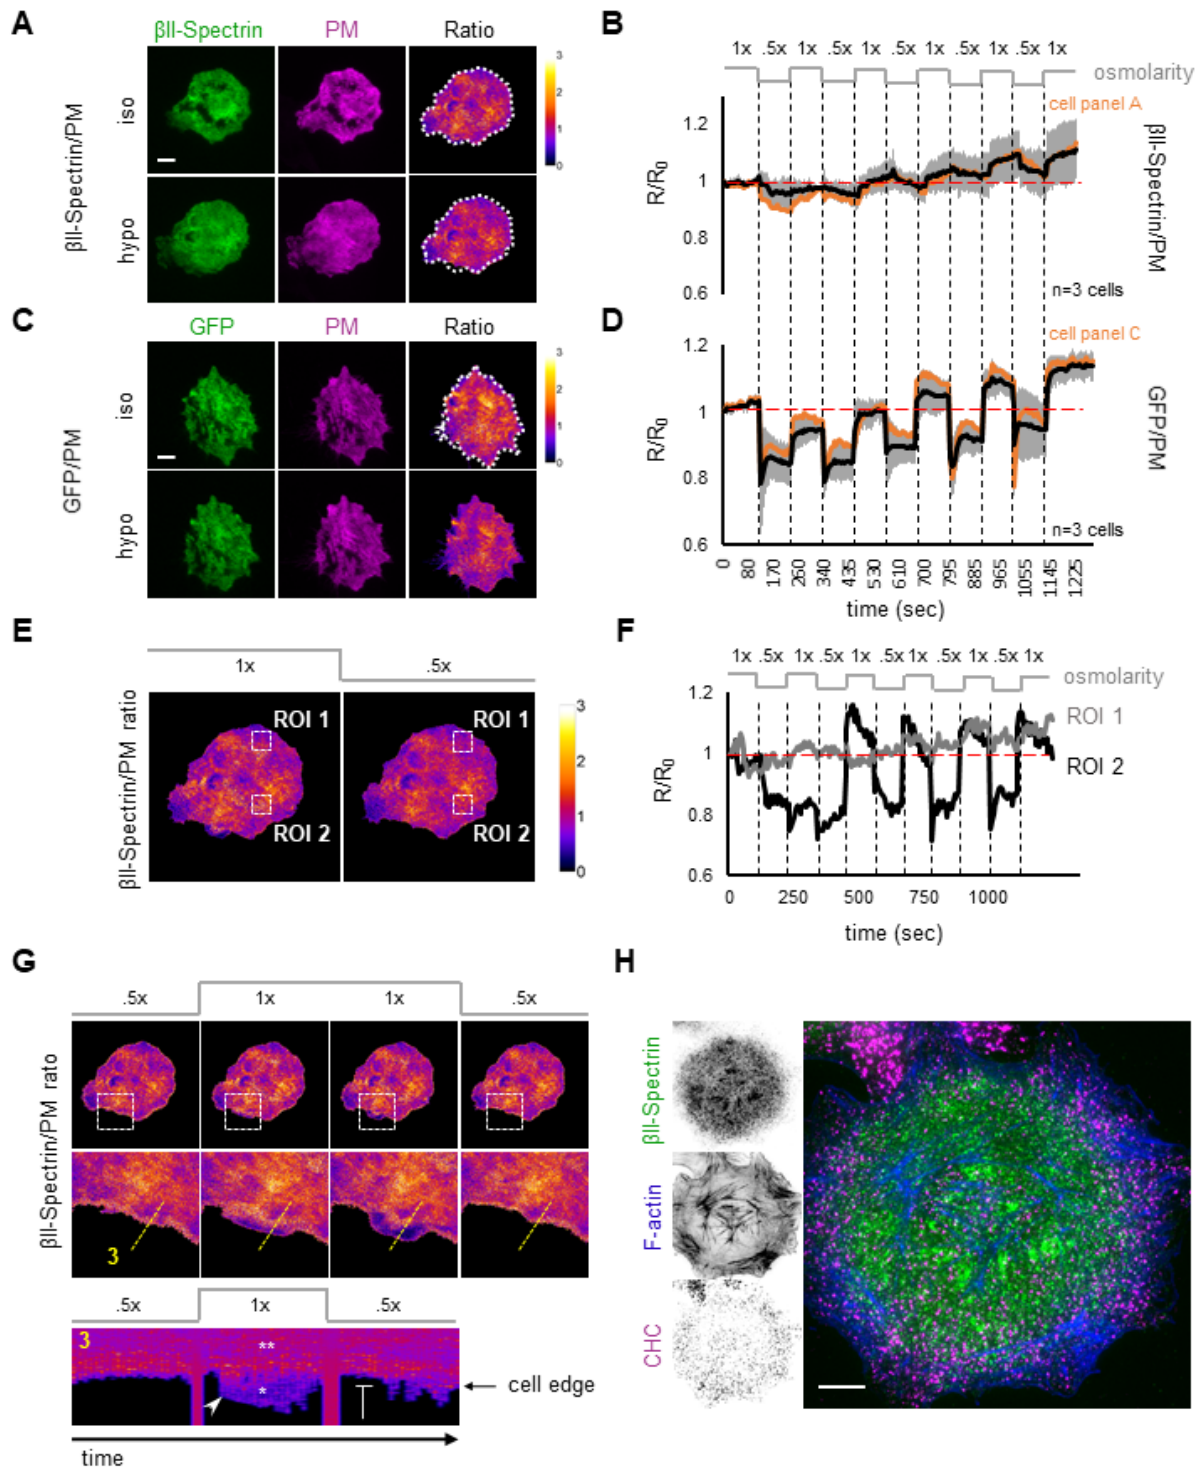 A
βII-Spectrin
PM
Ratio
βII-Spectrin/PM
iso
hypo
3
2
1
0
B
1x .5x 1x .5x 1x .5x 1x .5x 1x .5x 1x
osmolarity
cell panel A
1.2
1
0.8
0.6
R/R0
βII-Spectrin/PM
n=3 cells
C
GFP
PM
Ratio
GFP/PM
iso
hypo
3
2
1
0
D
cell panel C
1.2
1
0.8
0.6
R/R0
GFP/PM
n=3 cells
0 80 170 260 340 435 530 610 700 795 885 965 1055 1145 1225
time (sec)
E
1x .5x
βII-Spectrin/PM ratio
ROI 1 ROI 1
ROI 2 ROI 2
3
2
1
0
F
1x .5x 1x .5x 1x .5x 1x .5x 1x .5x 1x
osmolarity
1.2
1
0.8
0.6
R/R0
ROI 1
ROI 2
0 250 500 750 1000
time (sec)
G
.5x 1x 1x .5x
βII-Spectrin/PM rato
3
.5x 1x .5x
3
**
*
cell edge
time
H
βII-Spectrin
F-actin
CHC